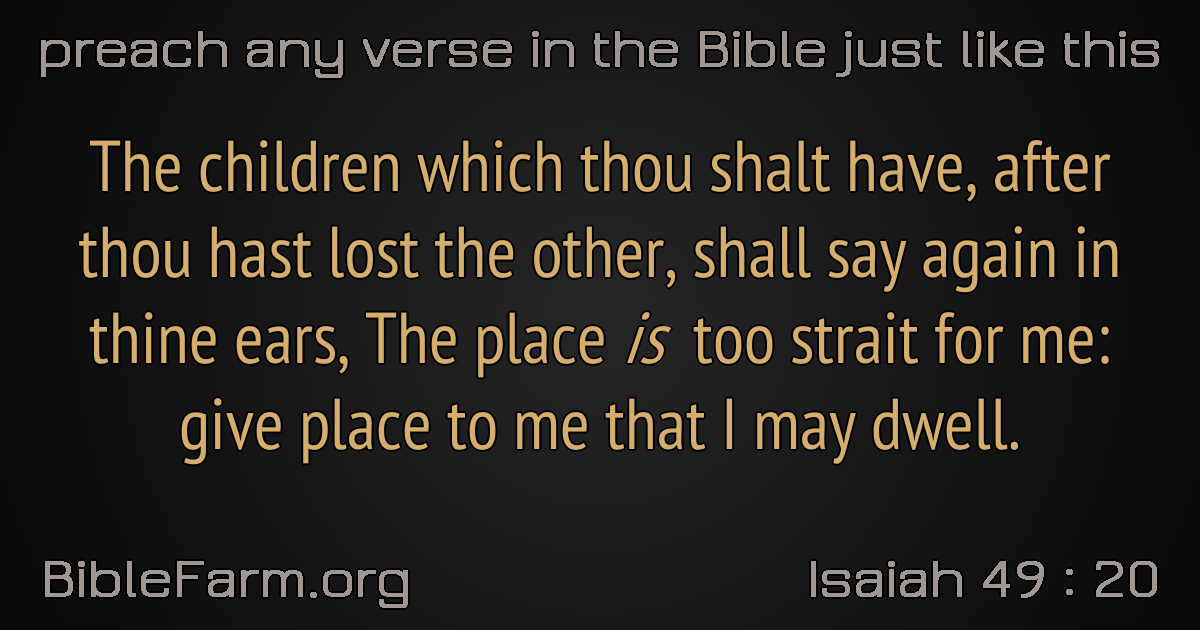 preach any verse in the Bible just like this
The children which thou shalt have, after
thou hast lost the other, shall say again in
thine ears, The place is too strait for me:
give place to me that I may dwell.
BibleFarm.org
Isaiah 49 : 20